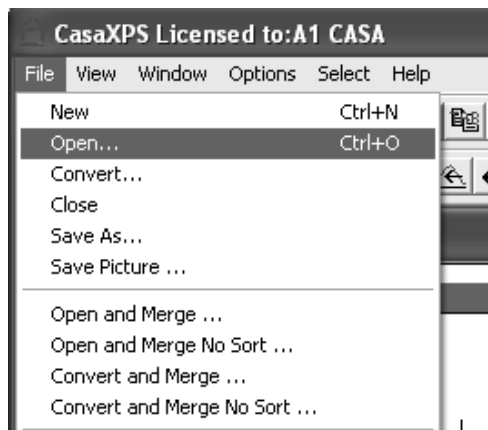 CasaXPS Licensed to:A1 CASA
File View Window Options Select Help
New Ctrl+N
Open... Ctrl+O
Convert...
Close
Save As...
Save Picture ...
Open and Merge ...
Open and Merge No Sort ...
Convert and Merge ...
Convert and Merge No Sort ...